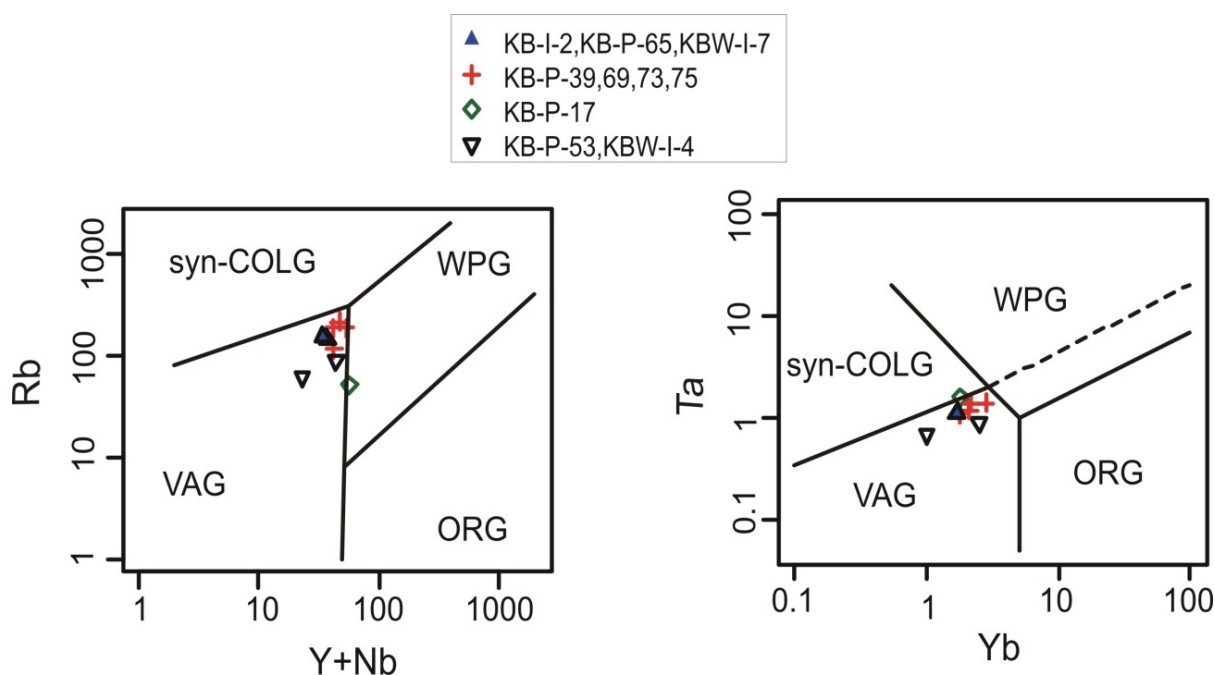 KB-I-2,KB-P-65,KBW-I-7
KB-P-39,69,73,75
KB-P-17
KB-P-53,KBW-I-4
Rb
1000
100
10
1
syn-COLG
WPG
VAG
ORG
1 10 100 1000
Y+Nb
Ta
100
10
1
0.1
WPG
syn-COLG
VAG
ORG
0.1 1 10 100
Yb